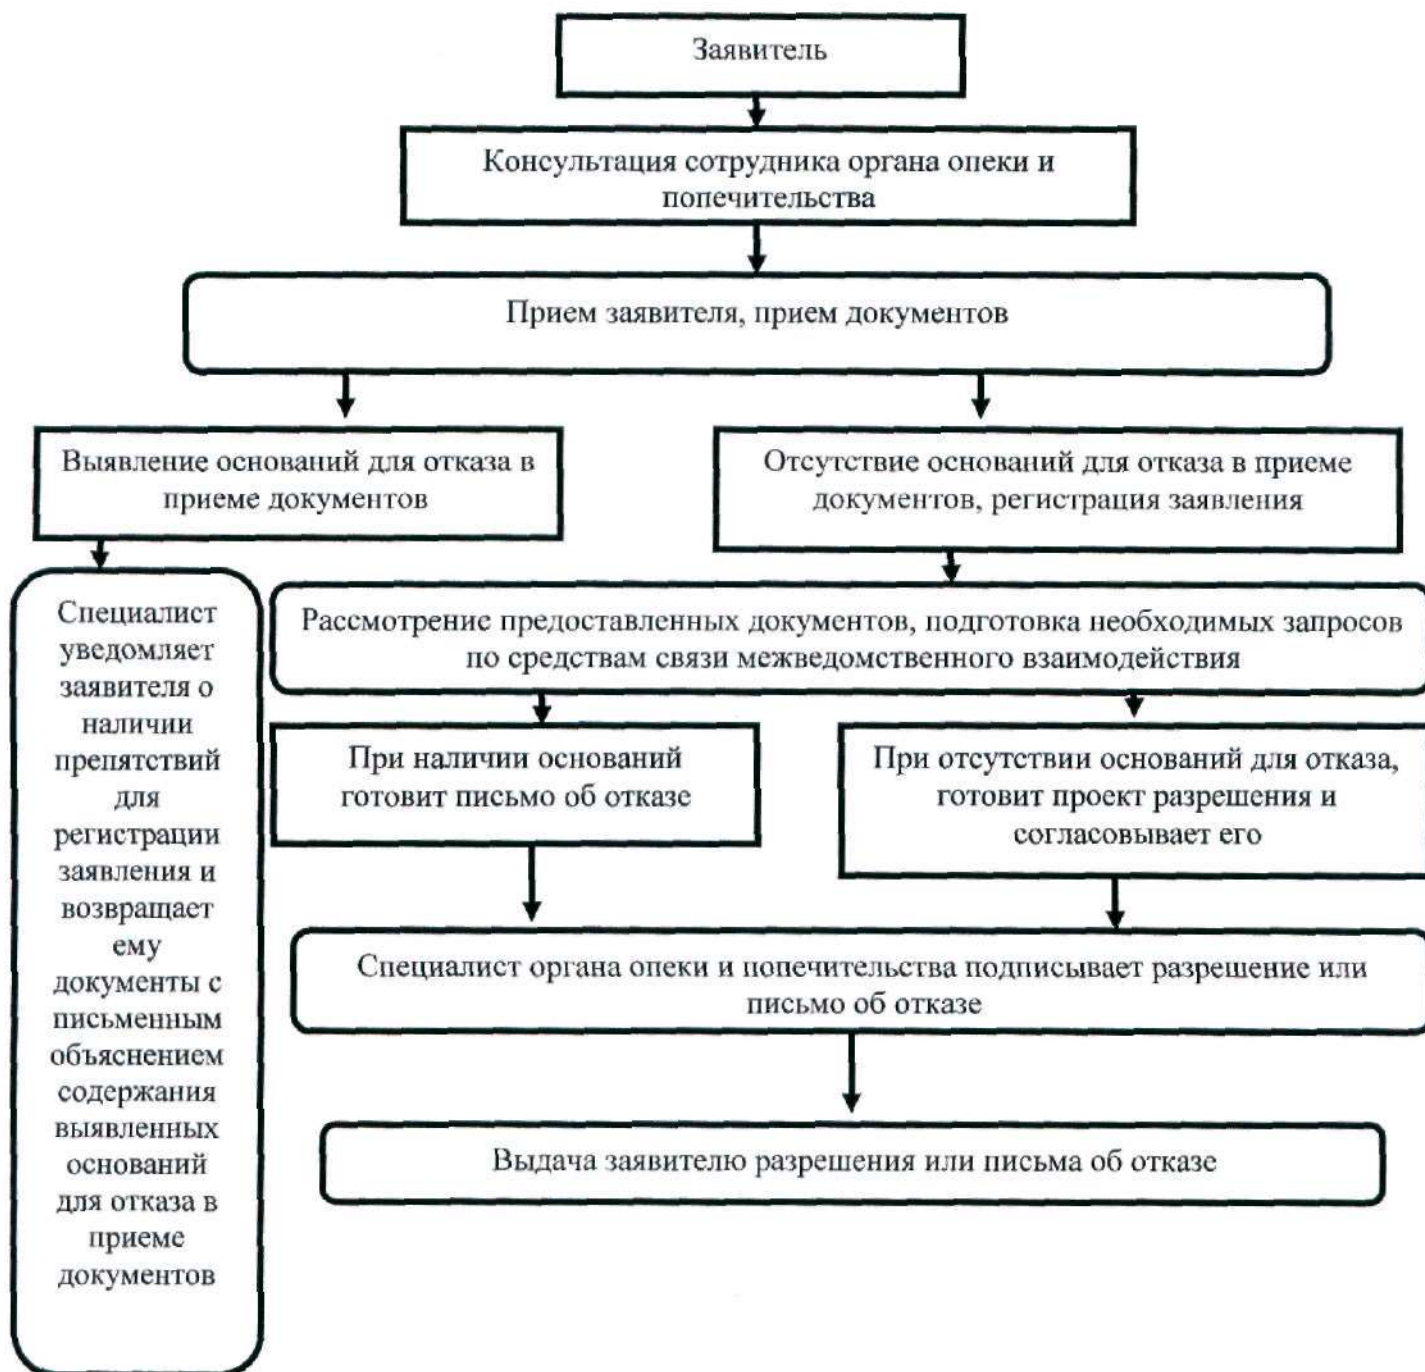 Заявитель
Консультация сотрудника органа опеки и
попечительства
Прием заявителя, прием документов
Выявление оснований для отказа в
приеме документов
Отсутствие оснований для отказа в приеме
документов, регистрация заявления
Специалист
уведомляет
заявителя о
наличии
препятствий
для
регистрации
заявления и
возвращает
ему
документы с
письменным
объяснением
содержания
выявленных
оснований
для отказа в
приеме
документов
Рассмотрение предоставленных документов, подготовка необходимых запросов
по средствам связи межведомственного взаимодействия
При наличии оснований
готовит письмо об отказе
При отсутствии оснований для отказа,
готовит проект разрешения и
согласовывает его
Специалист органа опеки и попечительства подписывает разрешение или
письмо об отказе
Выдача заявителю разрешения или письма об отказе